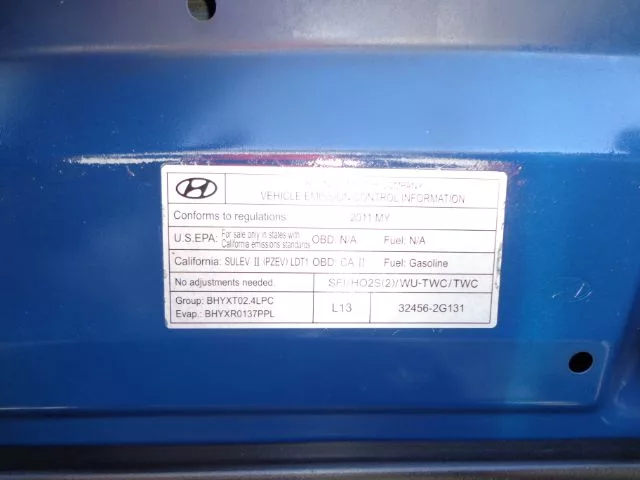 COMPANY
VEHICLE EMISSION CONTROL INFORMATION
Conforms to regulations: 2011 MY
U.S.EPA: For sale only in states with California emissions standards OBD: N/A Fuel: N/A
California: SULEV II (PZEV) LDT1 OBD: CA II Fuel: Gasoline
No adjustments needed. SFI/HO2S(2)/WU-TWC/TWC
Group: BHYXT02.4LPC
Evap.: BHYXR0137PPL
L13 32456-2G131